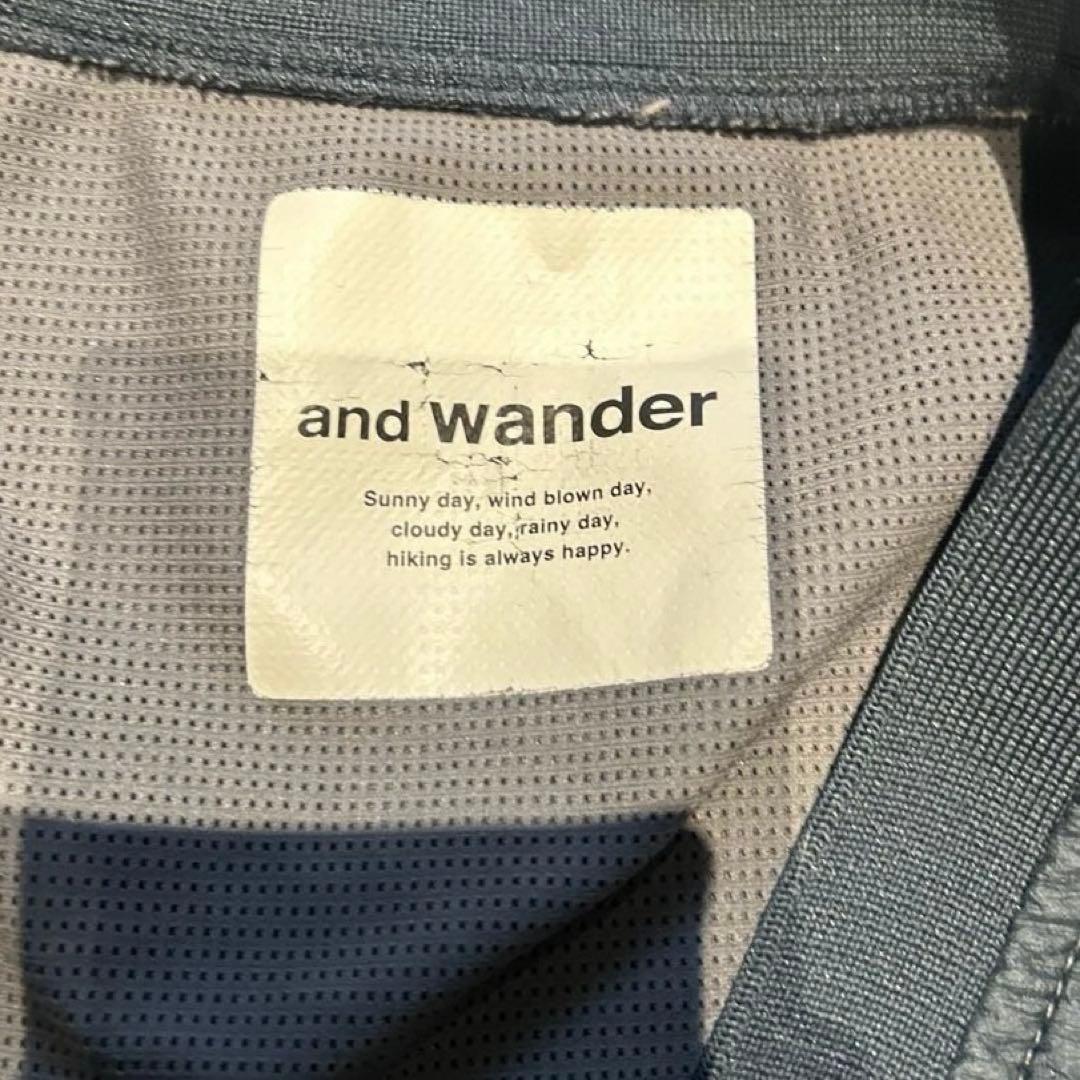 and wander
Sunny day, wind blown day,
cloudy day, rainy day,
hiking is always happy.